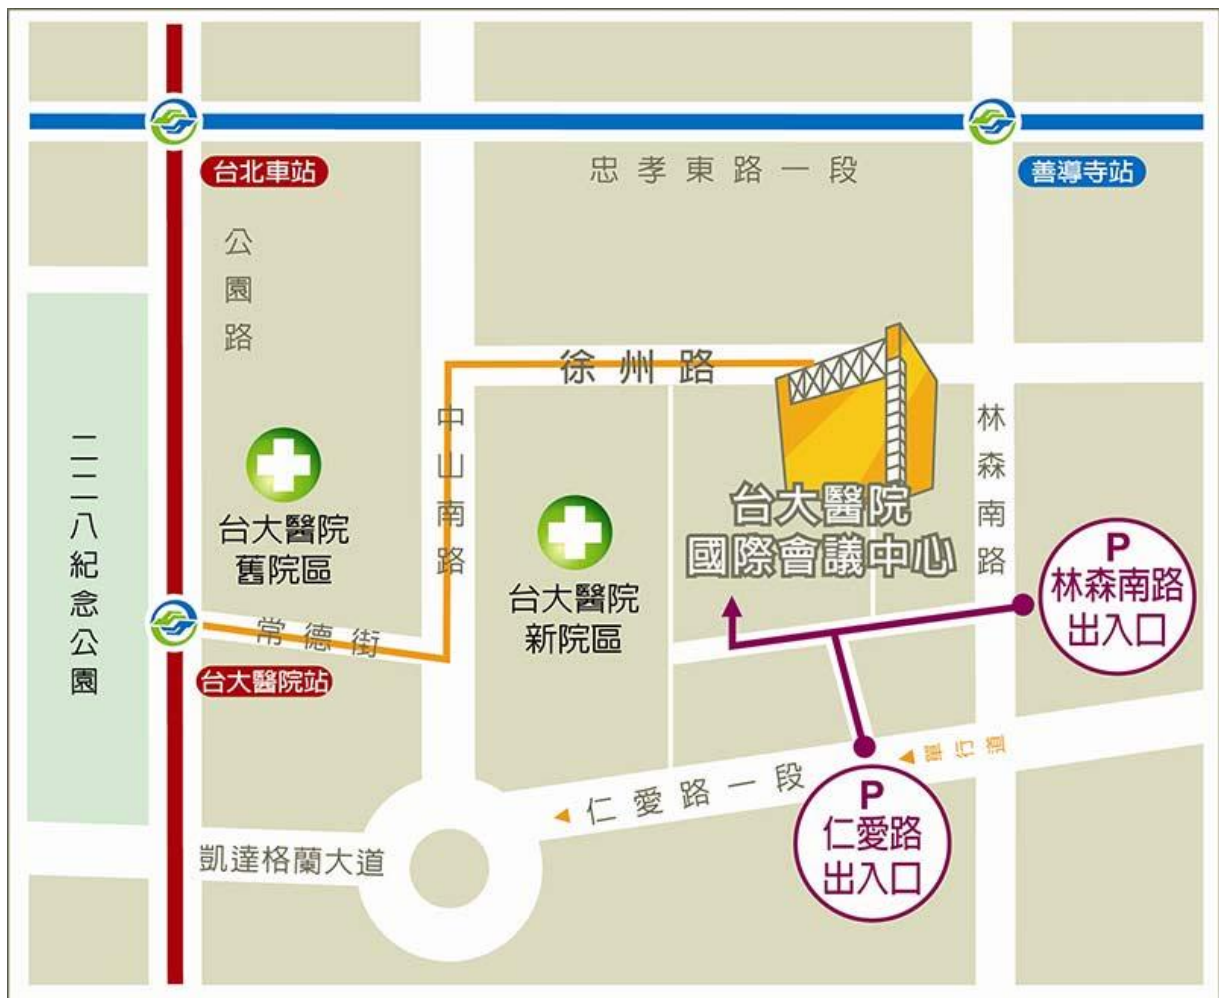 台北車站
忠孝東路一段
善導寺站
公園路
徐州路
中山南路
林森南路
二二八紀念公園
台大醫院
舊院區
台大醫院
新院區
台大醫院
國際會議中心
P
林森南路
出入口
常德街
台大醫院站
單行道
仁愛路一段
P
仁愛路
出入口
凱達格蘭大道